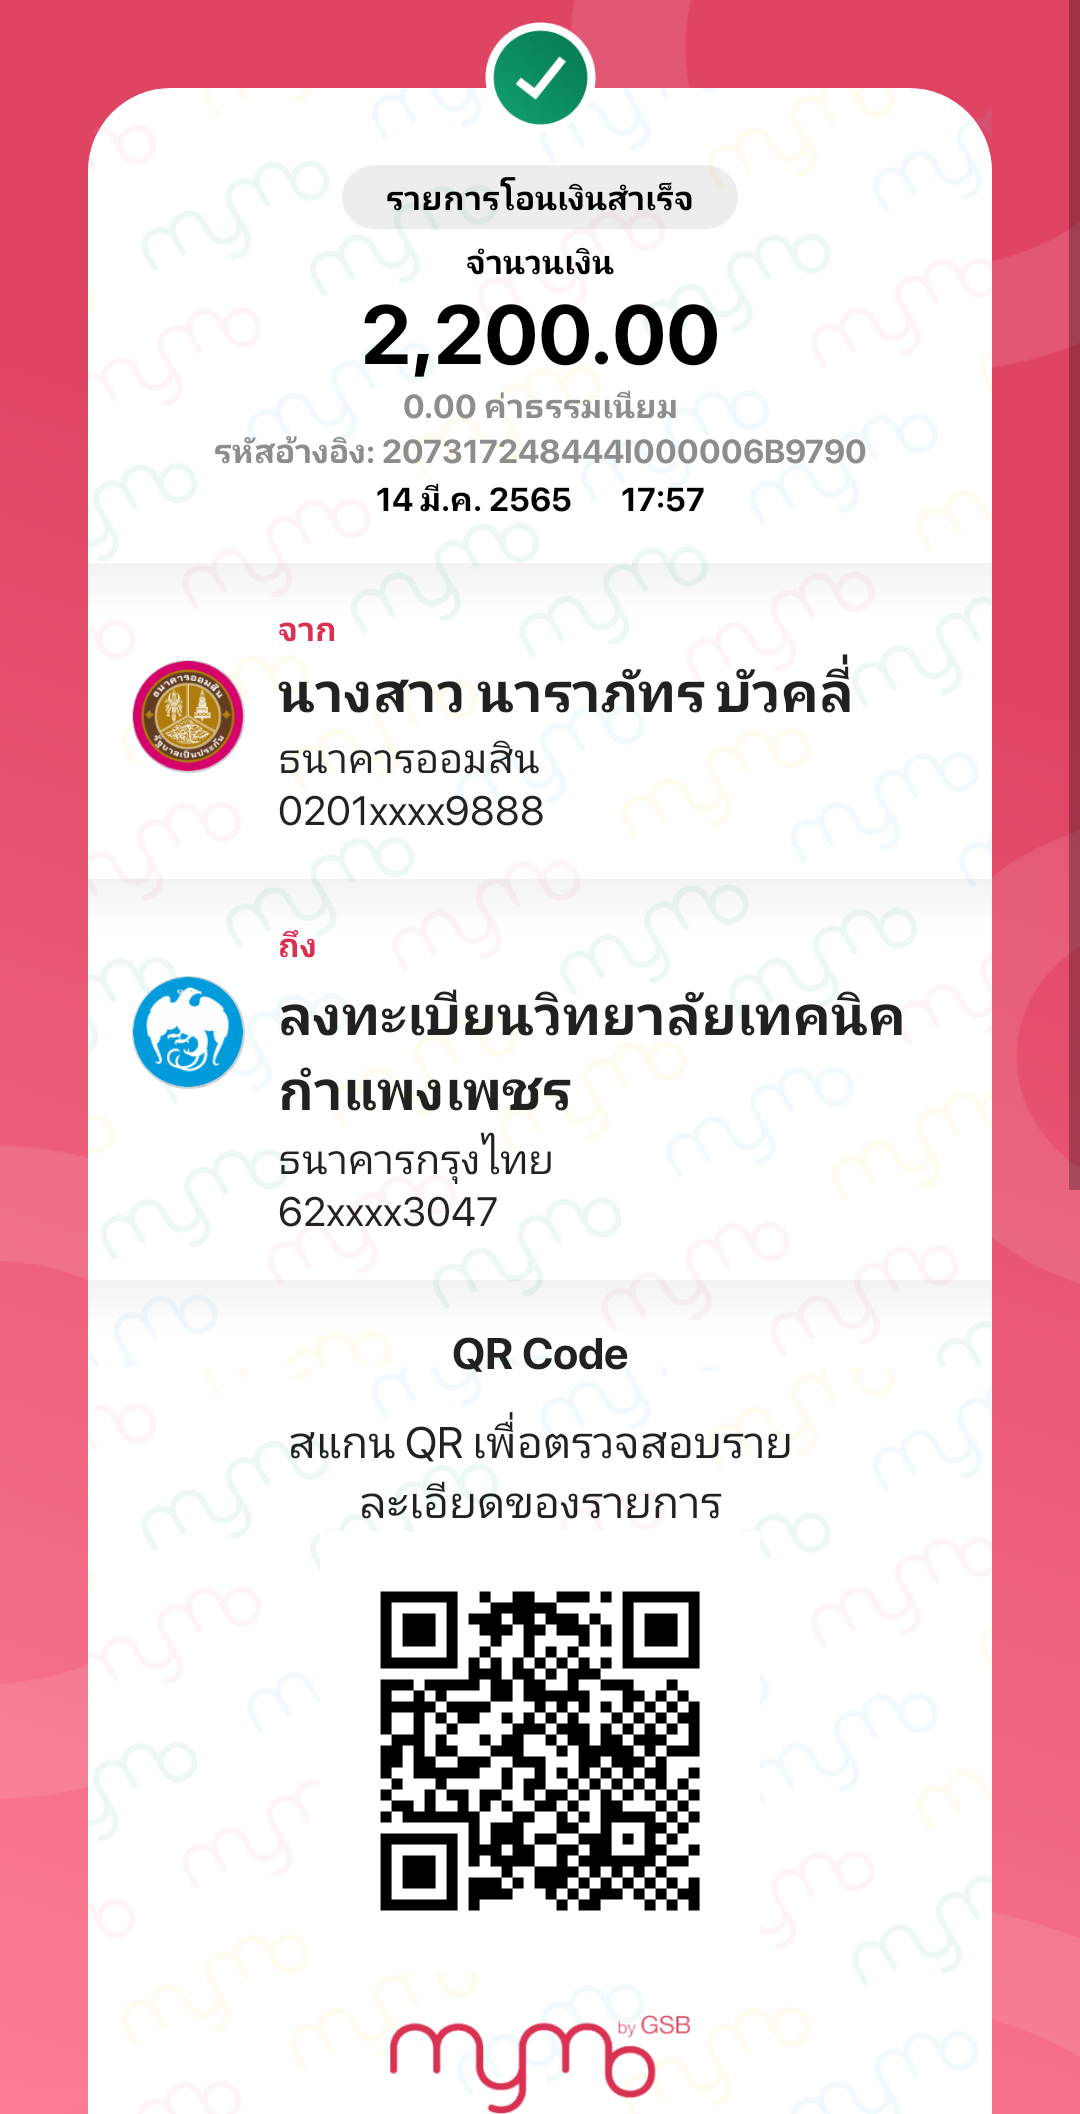 รายการโอนเงินสำเร็จ
จำนวนเงิน
2,200.00
0.00 ค่าธรรมเนียม
รหัสอ้างอิง: 207317248444I000006B9790
14 มี.ค. 2565 17:57
จาก
นางสาว นาราภัทร บัวคลี่
ธนาคารออมสิน
0201xxxx9888
ถึง
ลงทะเบียนวิทยาลัยเทคนิค
กำแพงเพชร
ธนาคารกรุงไทย
62xxxx3047
QR Code
สแกน QR เพื่อตรวจสอบราย
ละเอียดของรายการ
mymo by GSB